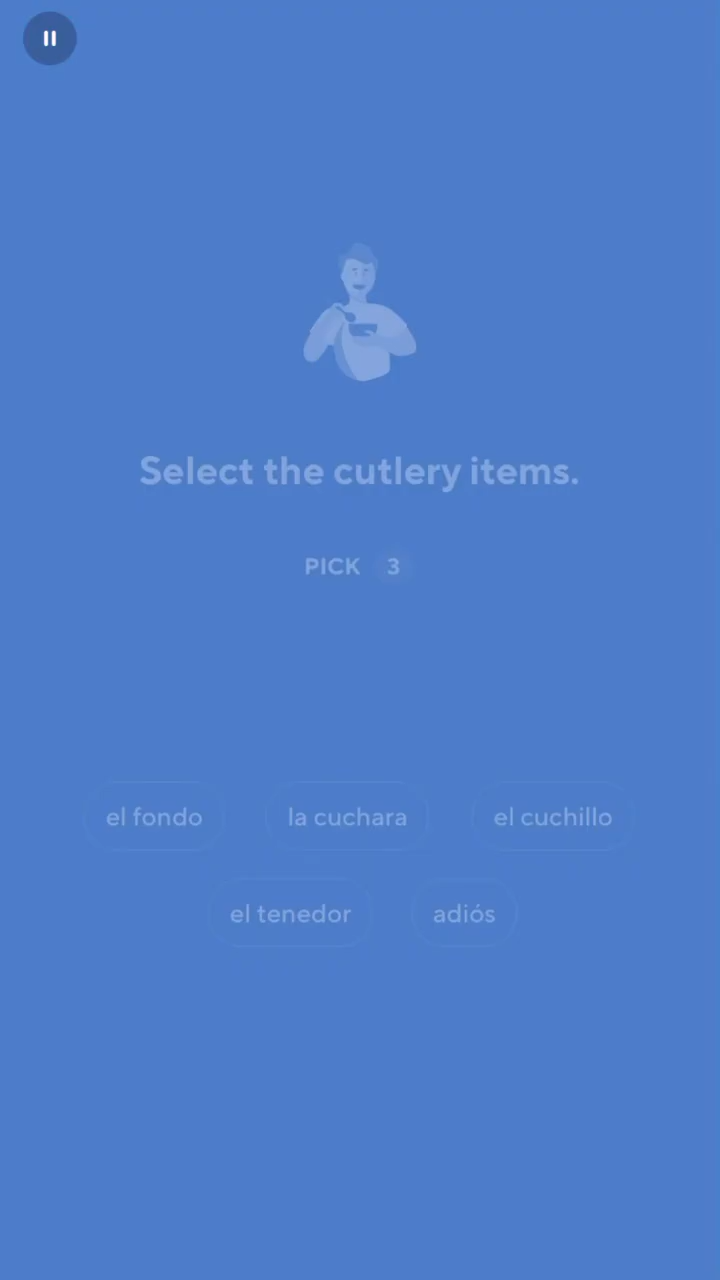 Select the cutlery items.
PICK 3
el fondo la cuchara el cuchillo
el tenedor adiós